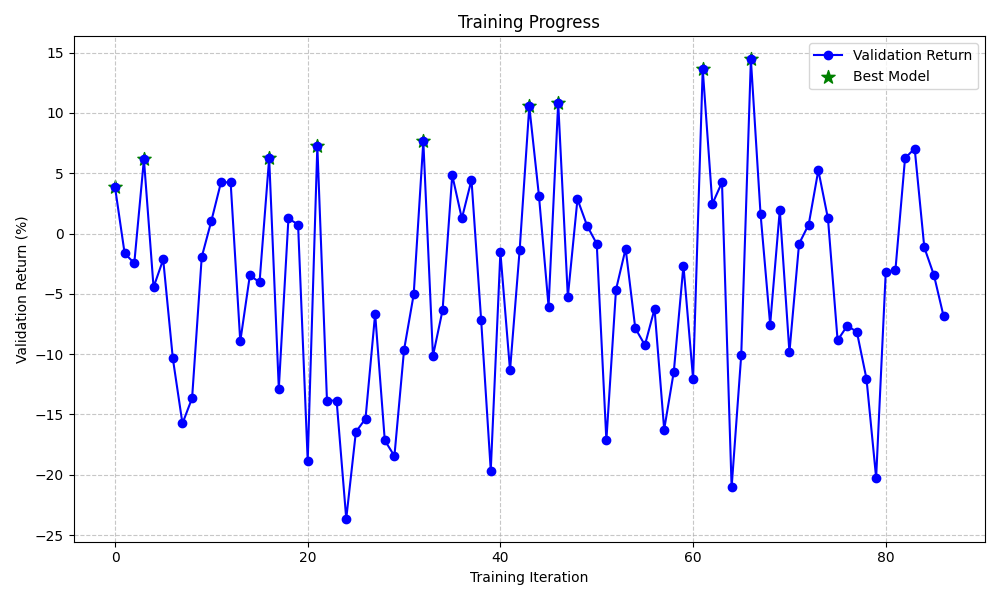 Training Progress
Validation Return
Best Model
Validation Return (%)
15
10
5
0
−5
−10
−15
−20
−25
0
20
40
60
80
Training Iteration